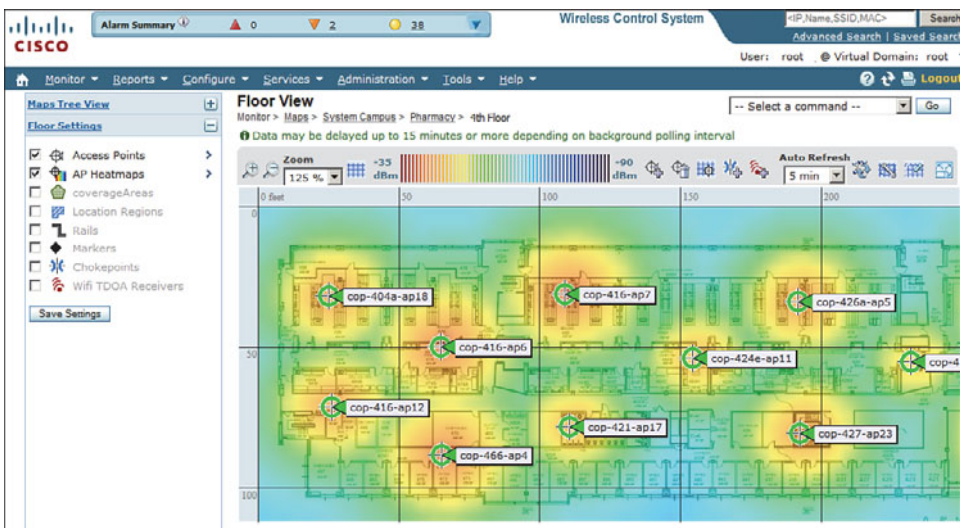 Alarm Summary 0 2 38
Wireless Control System
<IP,Name,SSID,MAC> Search
CISCO
Advanced Search | Saved Search
User: root @ Virtual Domain: root
Monitor Reports Configure Services Administration Tools Help Logout
Maps Tree View
Floor Settings
Access Points
AP Heatmaps
coverageAreas
Location Regions
Rails
Markers
Chokepoints
Wifi TDOA Receivers
Save Settings
Floor View
Monitor > Maps > System Campus > Pharmacy > 4th Floor
-- Select a command -- Go
Data may be delayed up to 15 minutes or more depending on background polling interval
Zoom
125 %
-35
dBm
-90
dBm
Auto Refresh
5 min
0 feet 50 100 150 200
0
50
100
cop-404a-ap18
cop-416-ap7
cop-426a-ap5
cop-416-ap6
cop-424e-ap11
cop-4
cop-416-ap12
cop-421-ap17
cop-427-ap23
cop-466-ap4